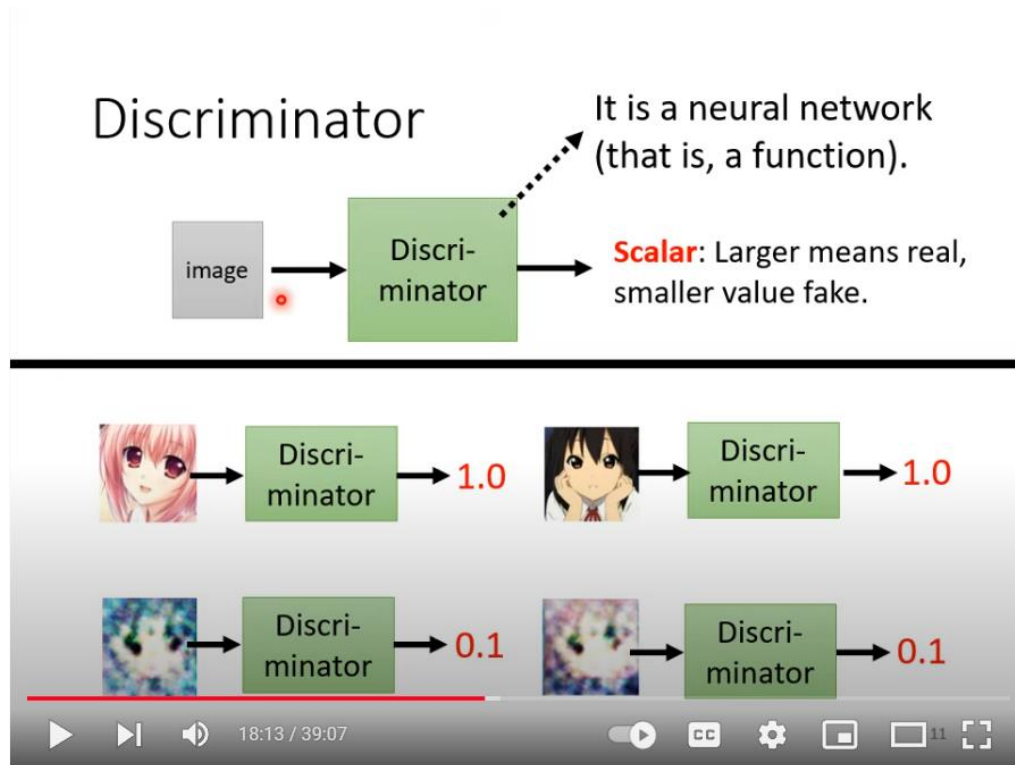 Discriminator
It is a neural network
(that is, a function).
image
Discri-
minator
Scalar: Larger means real,
smaller value fake.
Discri-
minator
1.0
Discri-
minator
1.0
Discri-
minator
0.1
Discri-
minator
0.1
18:13 / 39:07
CC
11